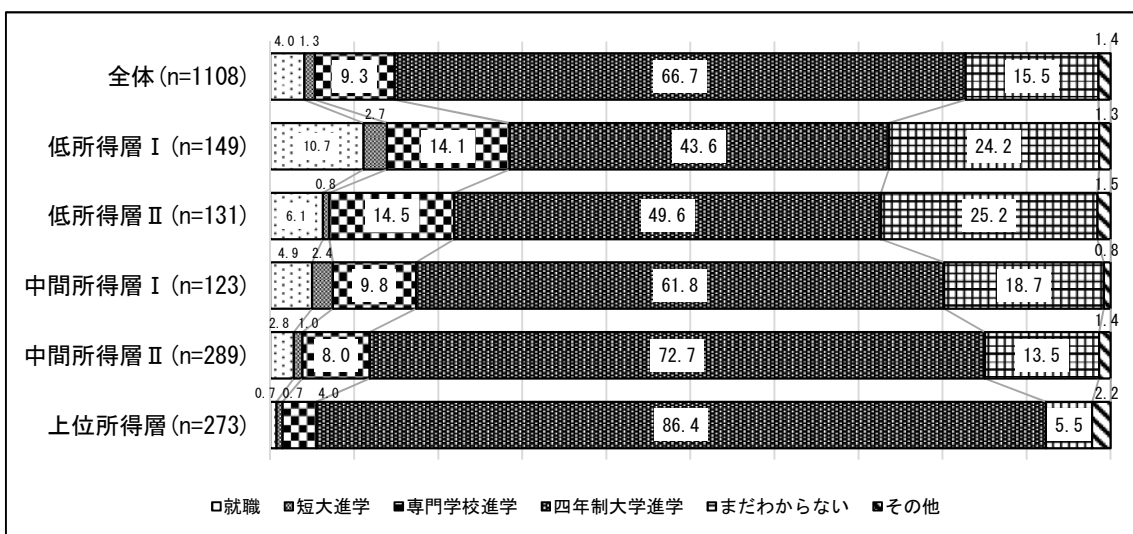 4.0 1.3 1.4
全体(n=1108) 9.3 66.7 15.5
2.7 1.3
低所得層Ⅰ(n=149) 10.7 14.1 43.6 24.2
0.8 1.5
低所得層Ⅱ(n=131) 6.1 14.5 49.6 25.2
4.9 2.4 0.8
中間所得層Ⅰ(n=123) 9.8 61.8 18.7
2.8 1.0 1.4
中間所得層Ⅱ(n=289) 8.0 72.7 13.5
0.7 0.7 4.0 2.2
上位所得層(n=273) 86.4 5.5
就職 短大進学 専門学校進学 四年制大学進学 まだわからない その他